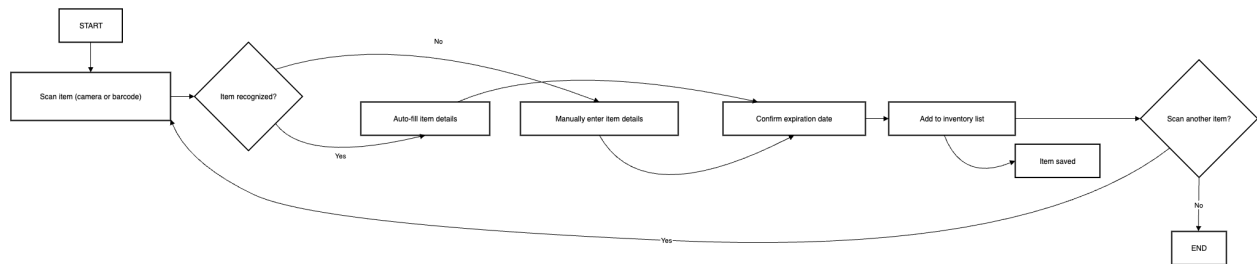 START
Scan item (camera or barcode)
Item recognized?
No
Yes
Auto-fill item details
Manually enter item details
Confirm expiration date
Add to inventory list
Item saved
Scan another item?
Yes
No
END